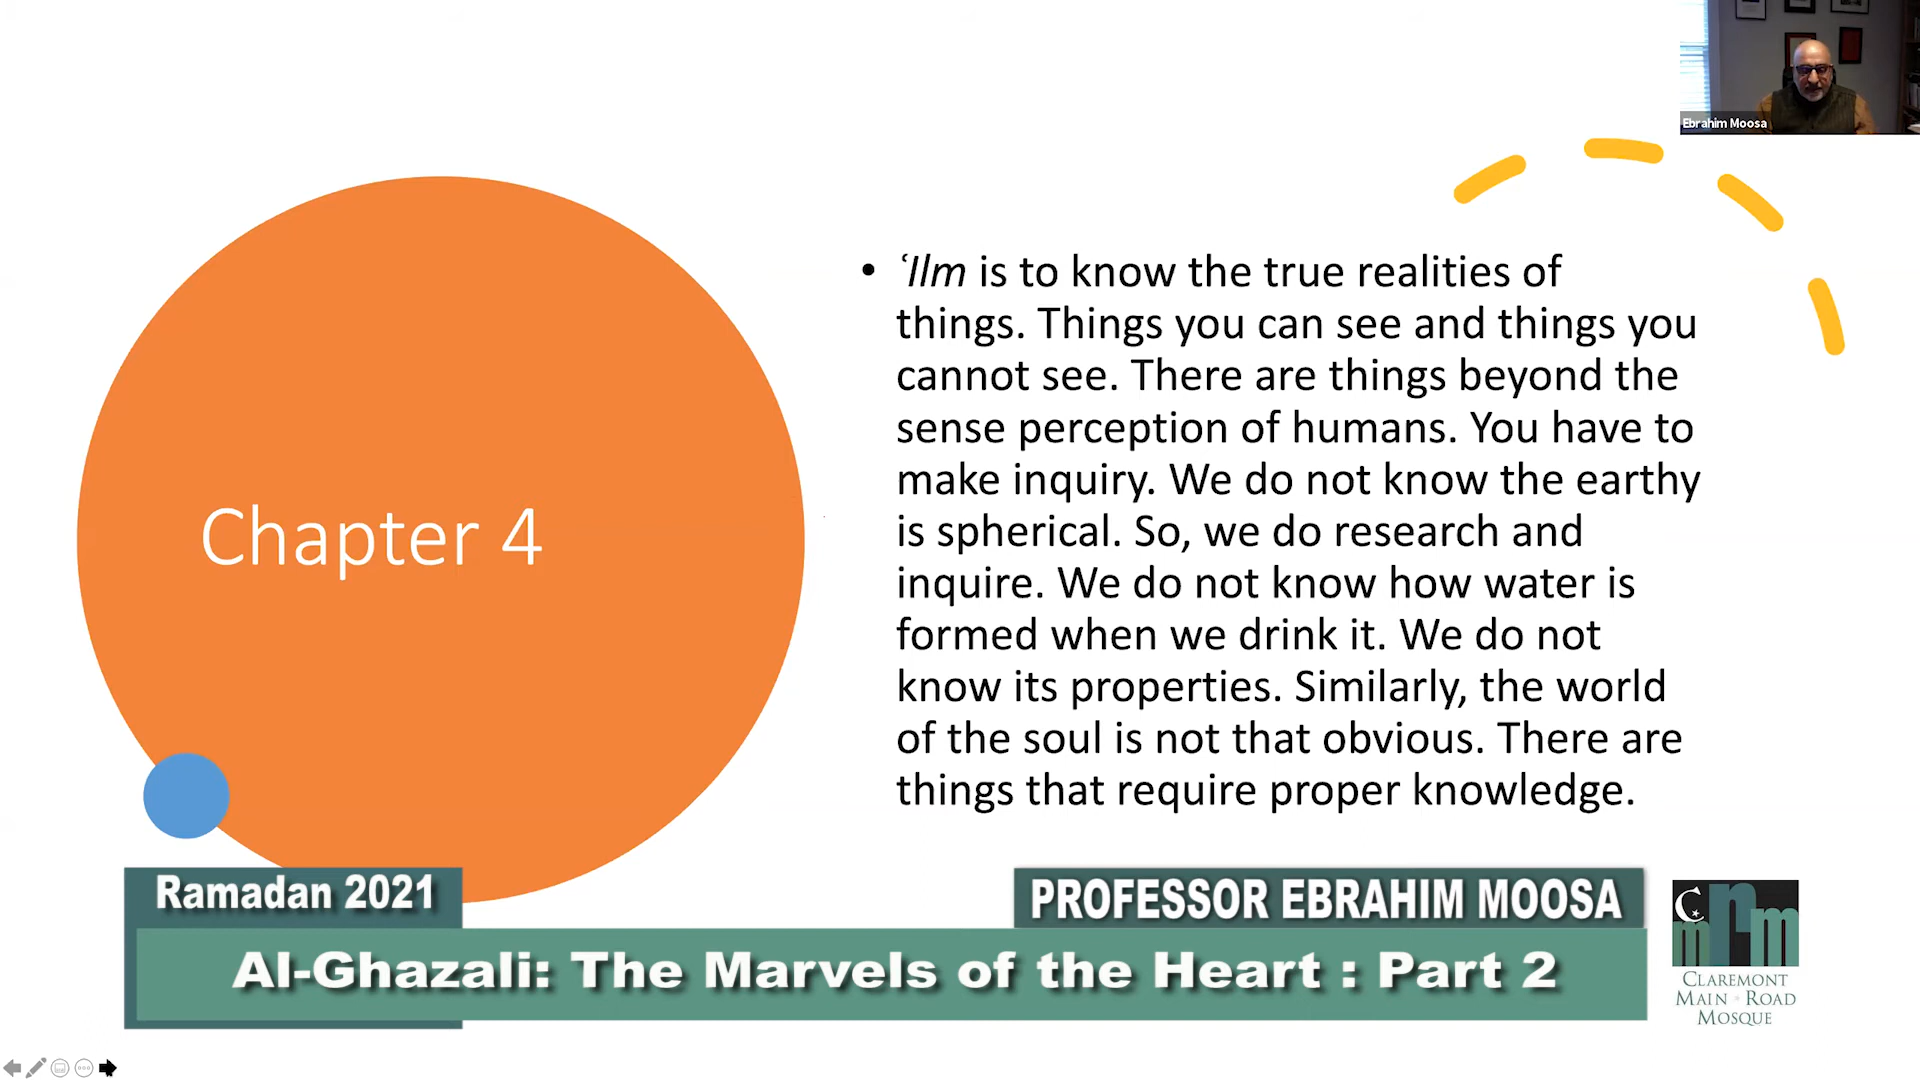 Ebrahim Moosa
Chapter 4
• ʿIlm is to know the true realities of
things. Things you can see and things you
cannot see. There are things beyond the
sense perception of humans. You have to
make inquiry. We do not know the earthy
is spherical. So, we do research and
inquire. We do not know how water is
formed when we drink it. We do not
know its properties. Similarly, the world
of the soul is not that obvious. There are
things that require proper knowledge.
Ramadan 2021
PROFESSOR EBRAHIM MOOSA
Al-Ghazali: The Marvels of the Heart : Part 2
cmrm
CLAREMONT
MAIN ROAD
MOSQUE